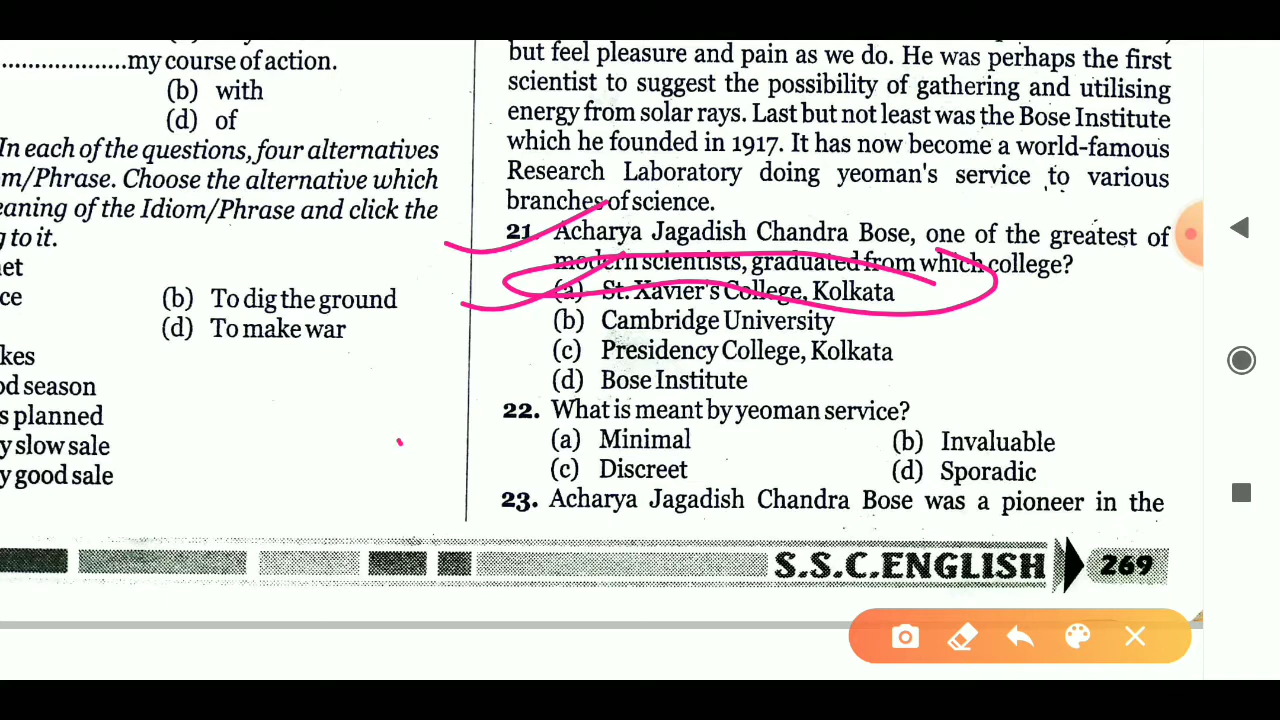 ....................my course of action.
(b) with
(d) of
In each of the questions, four alternatives
m/Phrase. Choose the alternative which
eaning of the Idiom/Phrase and click the
g to it.
et
ce (b) To dig the ground
(d) To make war
kes
od season
s planned
y slow sale
y good sale
but feel pleasure and pain as we do. He was perhaps the first
scientist to suggest the possibility of gathering and utilising
energy from solar rays. Last but not least was the Bose Institute
which he founded in 1917. It has now become a world-famous
Research Laboratory doing yeoman's service to various
branches of science.
21. Acharya Jagadish Chandra Bose, one of the greatest of
modern scientists, graduated from which college?
(a) St. Xavier's College, Kolkata
(b) Cambridge University
(c) Presidency College, Kolkata
(d) Bose Institute
22. What is meant by yeoman service?
(a) Minimal (b) Invaluable
(c) Discreet (d) Sporadic
23. Acharya Jagadish Chandra Bose was a pioneer in the
S.S.C.ENGLISH 269